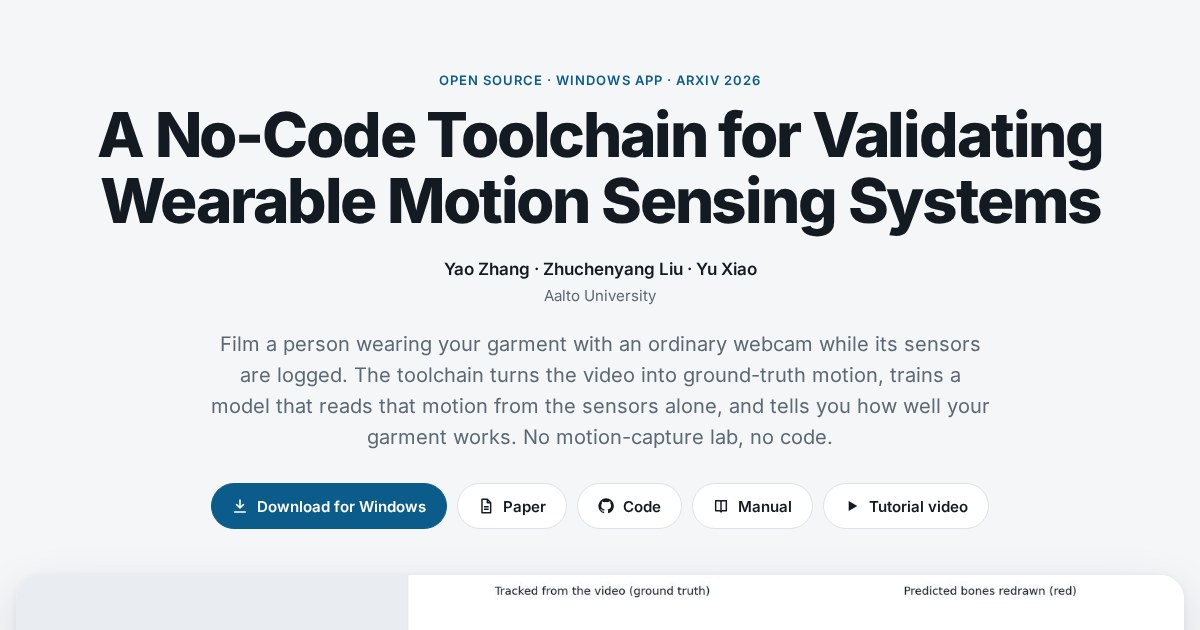 OPEN SOURCE · WINDOWS APP · ARXIV 2026
A No-Code Toolchain for Validating
Wearable Motion Sensing Systems
Yao Zhang · Zhuchenyang Liu · Yu Xiao
Aalto University
Film a person wearing your garment with an ordinary webcam while its sensors
are logged. The toolchain turns the video into ground-truth motion, trains a
model that reads that motion from the sensors alone, and tells you how well your
garment works. No motion-capture lab, no code.
Download for Windows Paper Code Manual Tutorial video
Tracked from the video (ground truth) Predicted bones redrawn (red)